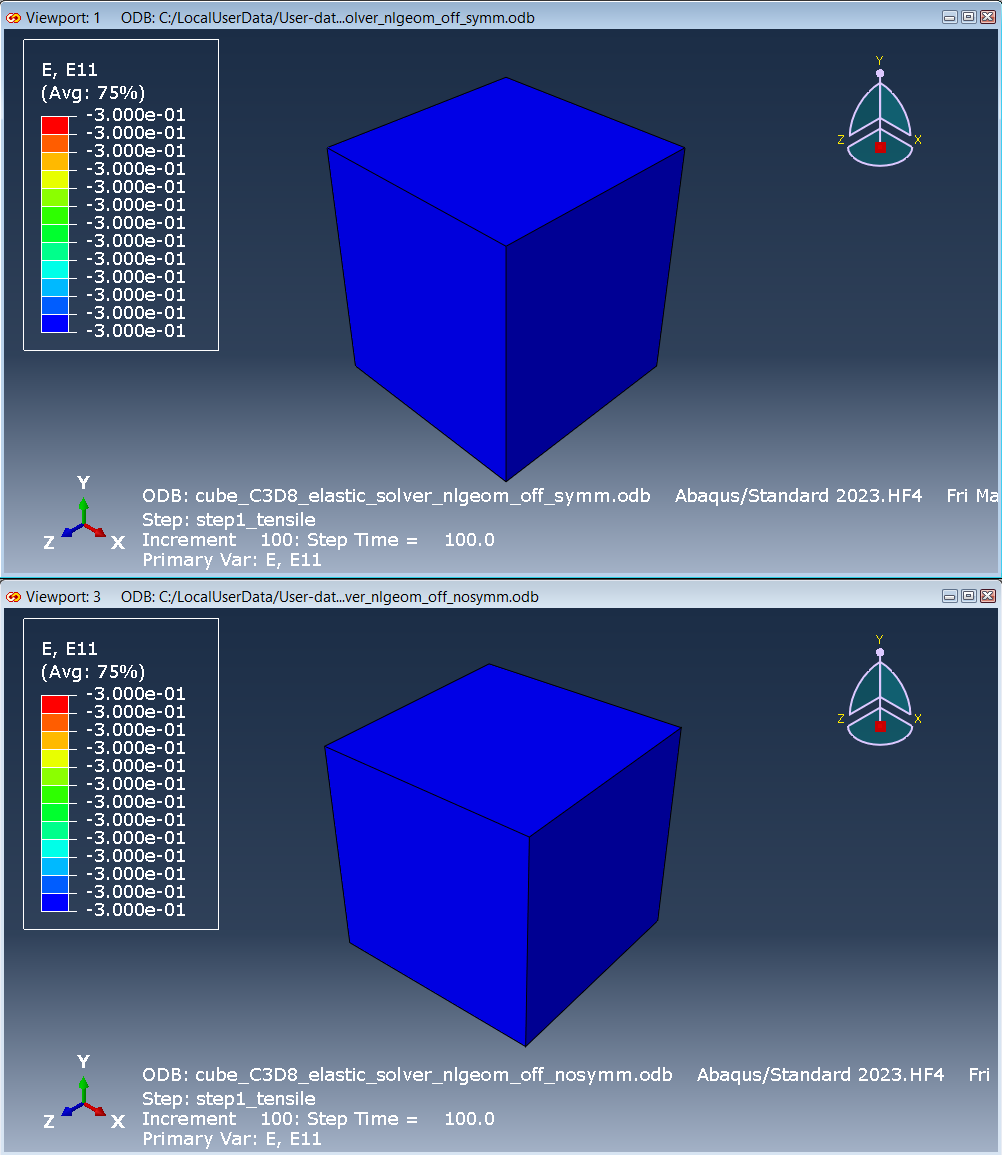 Viewport: 1 ODB: C:/LocalUserData/User-dat...olver_nlgeom_off_symm.odb
E, E11
(Avg: 75%)
-3.000e-01
-3.000e-01
-3.000e-01
-3.000e-01
-3.000e-01
-3.000e-01
-3.000e-01
-3.000e-01
-3.000e-01
-3.000e-01
-3.000e-01
-3.000e-01
-3.000e-01
Y
Z X
Y
Z X
ODB: cube_C3D8_elastic_solver_nlgeom_off_symm.odb Abaqus/Standard 2023.HF4 Fri Ma
Step: step1_tensile
Increment 100: Step Time = 100.0
Primary Var: E, E11
Viewport: 3 ODB: C:/LocalUserData/User-dat...ver_nlgeom_off_nosymm.odb
E, E11
(Avg: 75%)
-3.000e-01
-3.000e-01
-3.000e-01
-3.000e-01
-3.000e-01
-3.000e-01
-3.000e-01
-3.000e-01
-3.000e-01
-3.000e-01
-3.000e-01
-3.000e-01
-3.000e-01
Y
Z X
Y
Z X
ODB: cube_C3D8_elastic_solver_nlgeom_off_nosymm.odb Abaqus/Standard 2023.HF4 Fri
Step: step1_tensile
Increment 100: Step Time = 100.0
Primary Var: E, E11